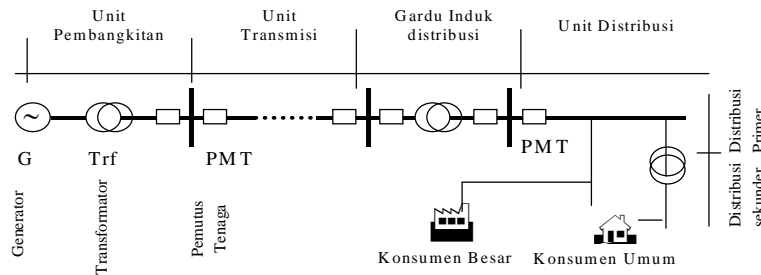 Unit
Pembangkitan
Unit
Transmisi
Gardu Induk
distribusi
Unit Distribusi
~
G
Trf
PMT
PMT
Generator
Transformator
Pemutus
Tenaga
Distribusi
Primer
Distribusi
sekunder
Konsumen Besar
Konsumen Umum